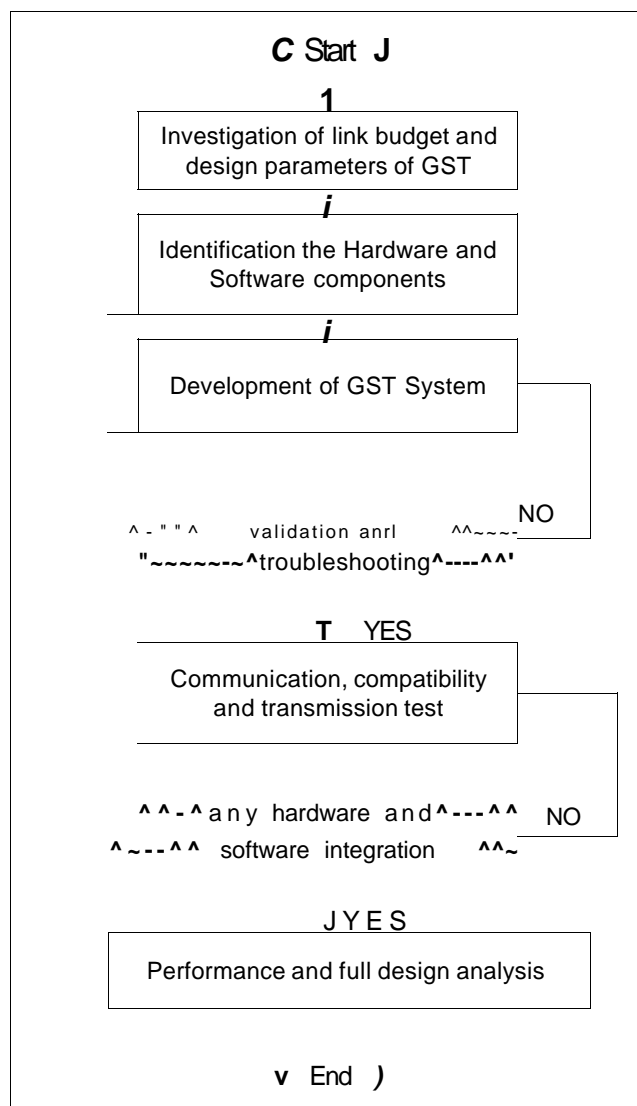 C Start J
1
Investigation of link budget and
design parameters of GST
i
Identification the Hardware and
Software components
i
Development of GST System
NO
^ - " " ^ validation anrl ^^~~~-
"~~~~~-~^troubleshooting^----^^'
T YES
Communication, compatibility
and transmission test
^ ^ - ^ any hardware and ^---^ ^ NO
^ ~ - - ^ ^ software integration ^^~
J Y E S
Performance and full design analysis
v End )